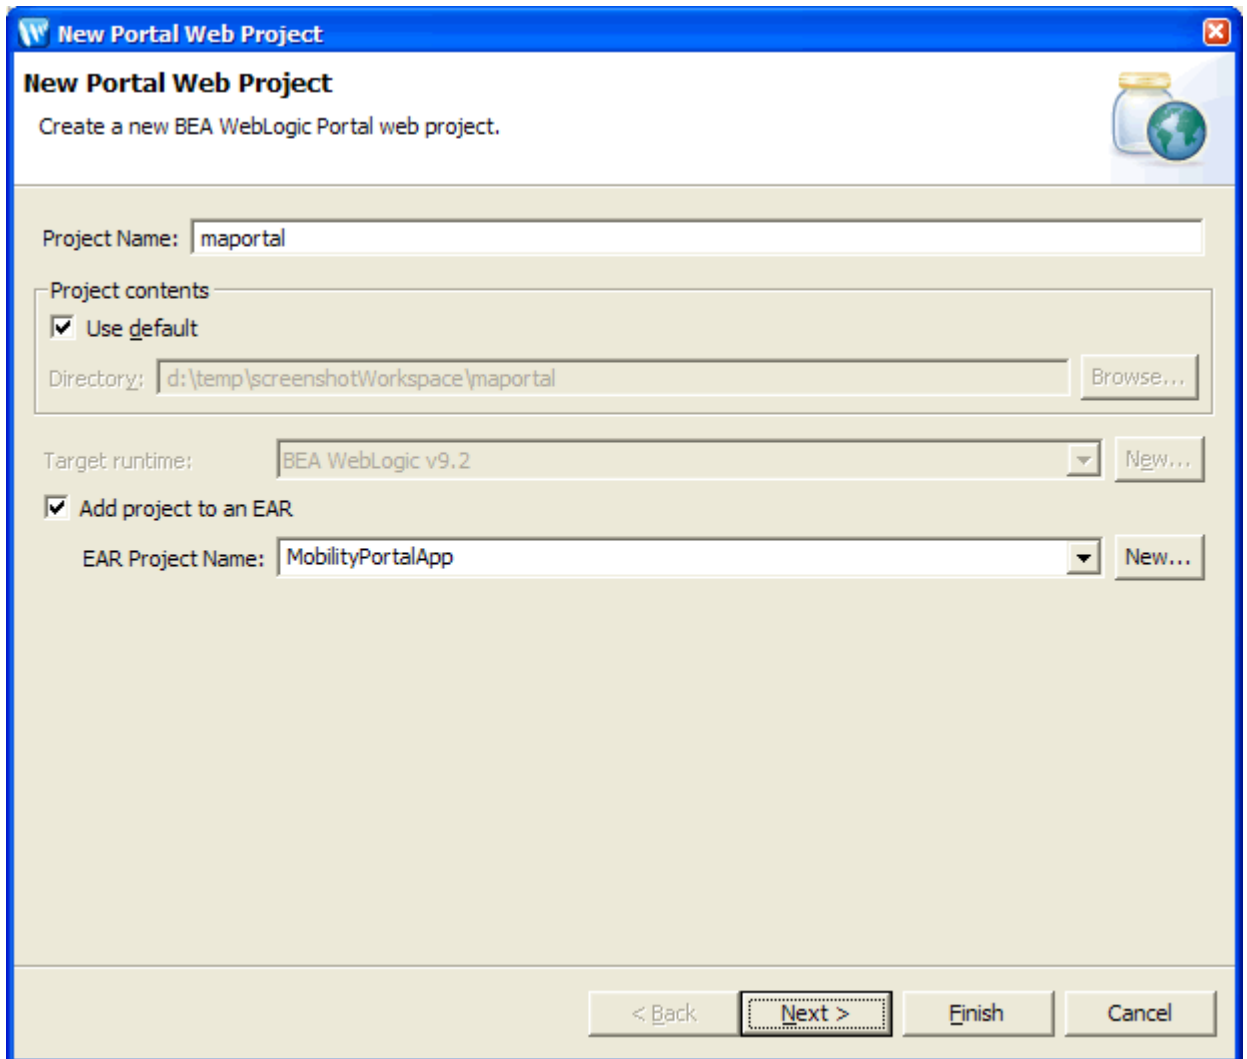 New Portal Web Project
New Portal Web Project
Create a new BEA WebLogic Portal web project.
Project Name: maportal
Project contents
Use default
Directory: d:\temp\screenshotWorkspace\maportal Browse...
Target runtime: BEA WebLogic v9.2 New...
Add project to an EAR
EAR Project Name: MobilityPortalApp New...
< Back Next > Finish Cancel